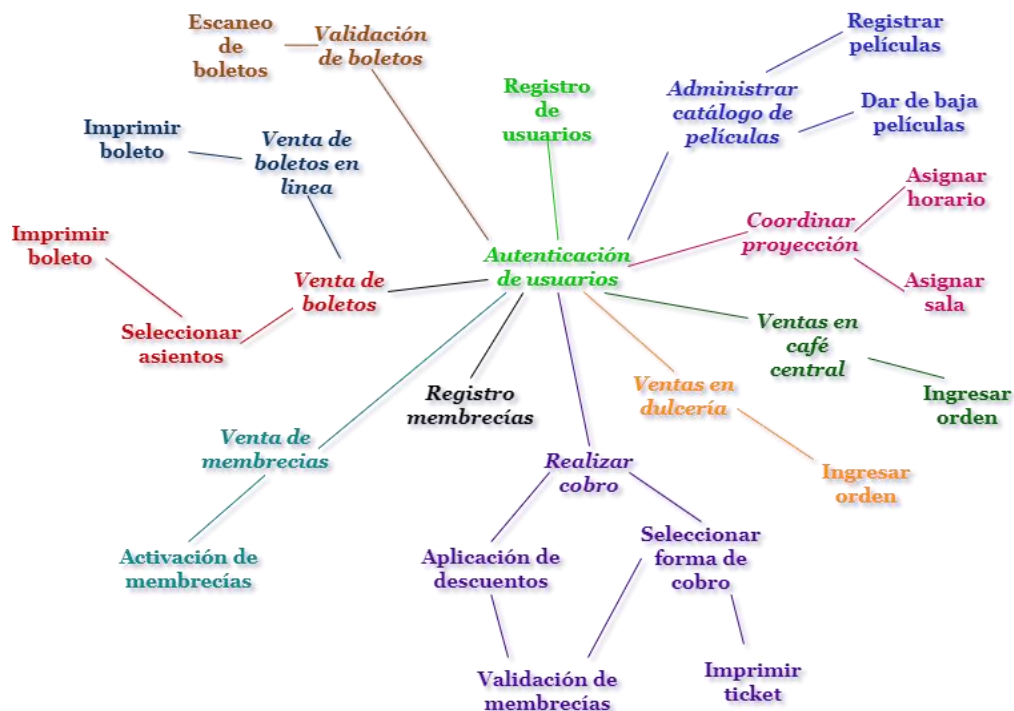 Escaneo
de
boletos
Validación
de boletos
Registro
de
usuarios
Administrar
catálogo de
películas
Registrar
películas
Dar de baja
películas
Imprimir
boleto
Venta de
boletos en
linea
Coordinar
proyección
Asignar
horario
Asignar
sala
Imprimir
boleto
Venta de
boletos
Seleccionar
asientos
Autenticación
de usuarios
Ventas en
café
central
Ingresar
orden
Registro
membrecías
Ventas en
dulcería
Ingresar
orden
Venta de
membrecias
Activación de
membrecías
Realizar
cobro
Aplicación de
descuentos
Seleccionar
forma de
cobro
Validación de
membrecías
Imprimir
ticket